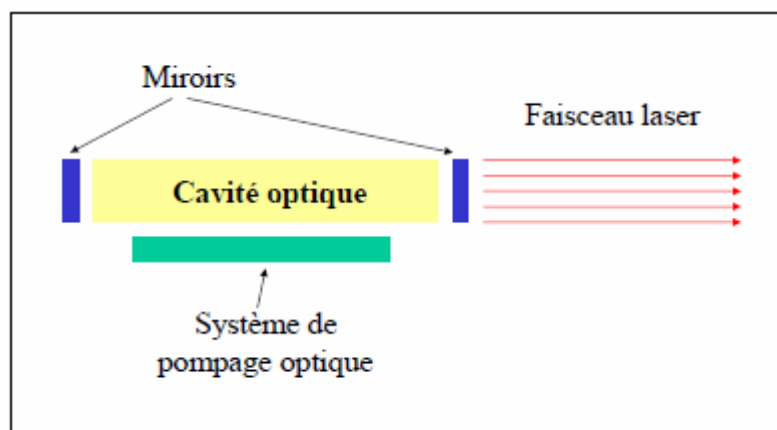 Miroirs
Faisceau laser
Cavité optique
Système de
pompage optique